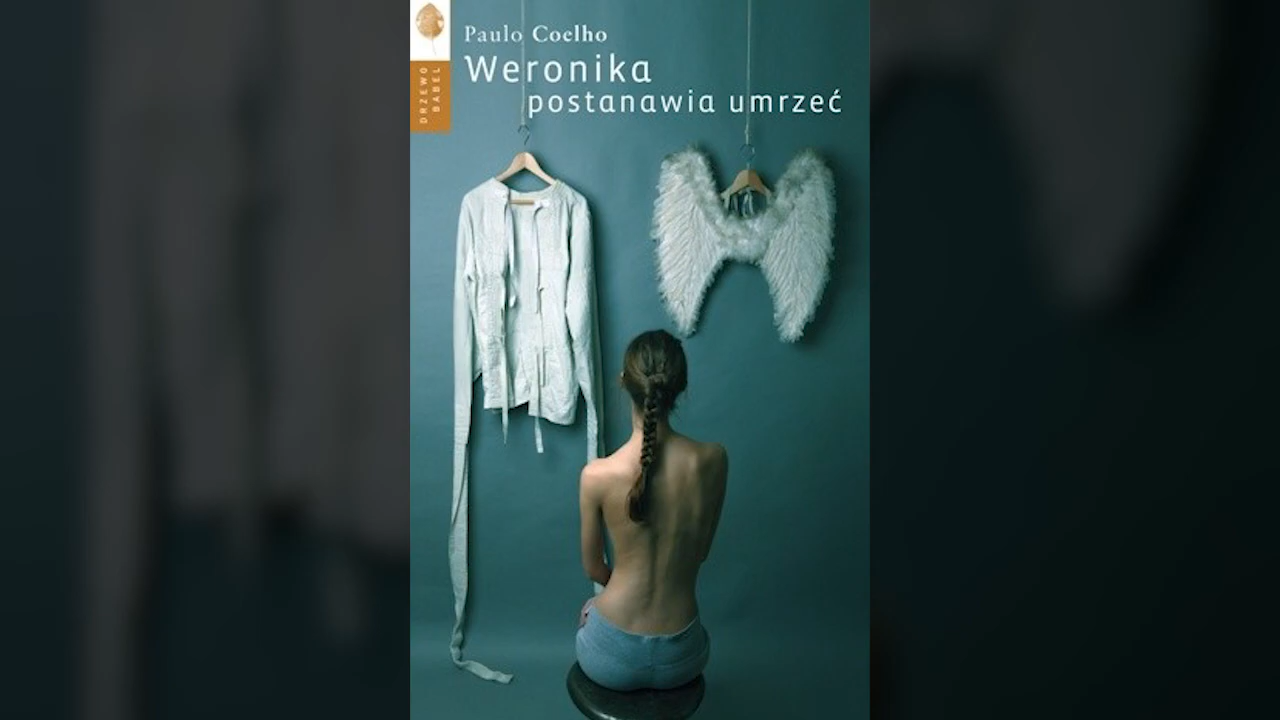 Paulo Coelho
Weronika
postanawia umrzeć
DRZEWO
BABEL